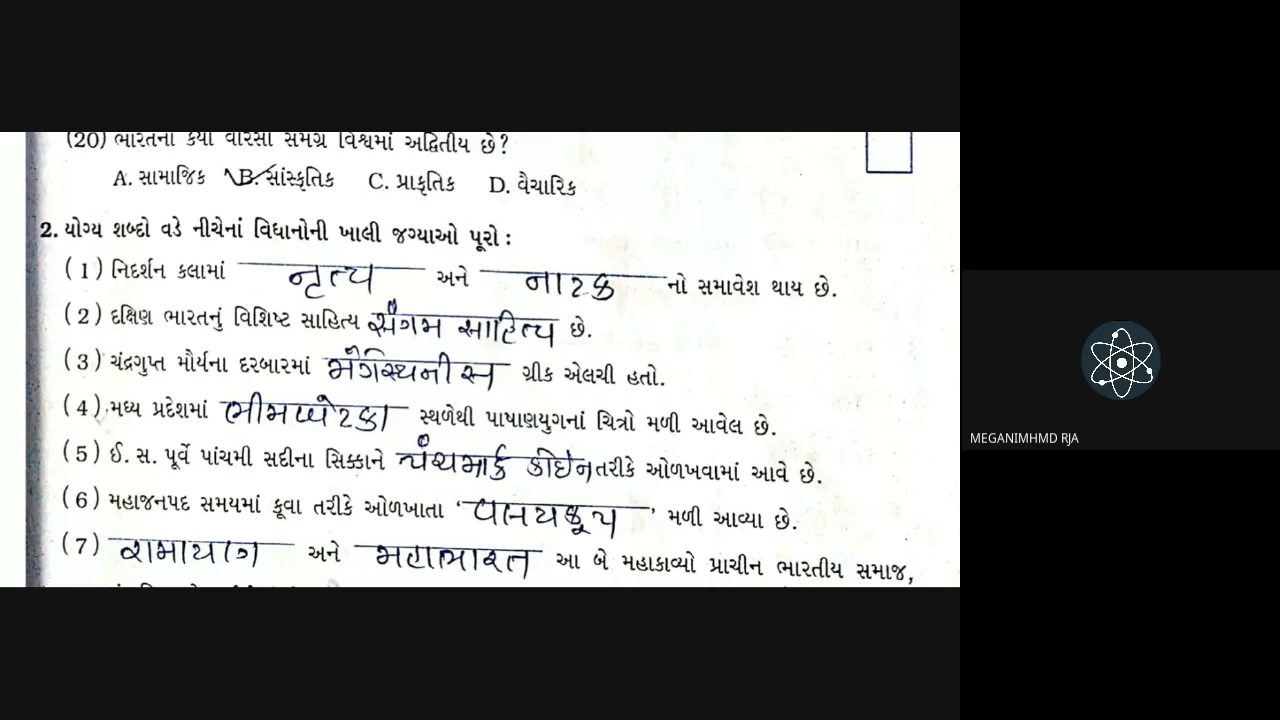 (20) ભારતનો કયો વારસો સમગ્ર વિશ્વમાં અદ્વિતીય છે?
A. સામાજિક B. સાંસ્કૃતિક C. પ્રાકૃતિક D. વૈચારિક
2. યોગ્ય શબ્દો વડે નીચેનાં વિધાનોની ખાલી જગ્યાઓ પૂરો :
(1) નિદર્શન કલામાં નૃત્ય અને નાટક નો સમાવેશ થાય છે.
(2) દક્ષિણ ભારતનું વિશિષ્ટ સાહિત્ય સંગમ સાહિત્ય છે.
(3) ચંદ્રગુપ્ત મૌર્યના દરબારમાં મેગેસ્થનીસ ગ્રીક એલચી હતો.
(4) મધ્ય પ્રદેશમાં ભીમબેટકા સ્થળેથી પાષાણયુગનાં ચિત્રો મળી આવેલ છે.
(5) ઈ. સ. પૂર્વે પાંચમી સદીના સિક્કાને પંચમાર્ક કોઈન તરીકે ઓળખવામાં આવે છે.
(6) મહાજનપદ સમયમાં કૂવા તરીકે ઓળખાતા ‘વલયકૂપ’ મળી આવ્યા છે.
(7) રામાયણ અને મહાભારત આ બે મહાકાવ્યો પ્રાચીન ભારતીય સમાજ,
MEGANIMHMD RJA